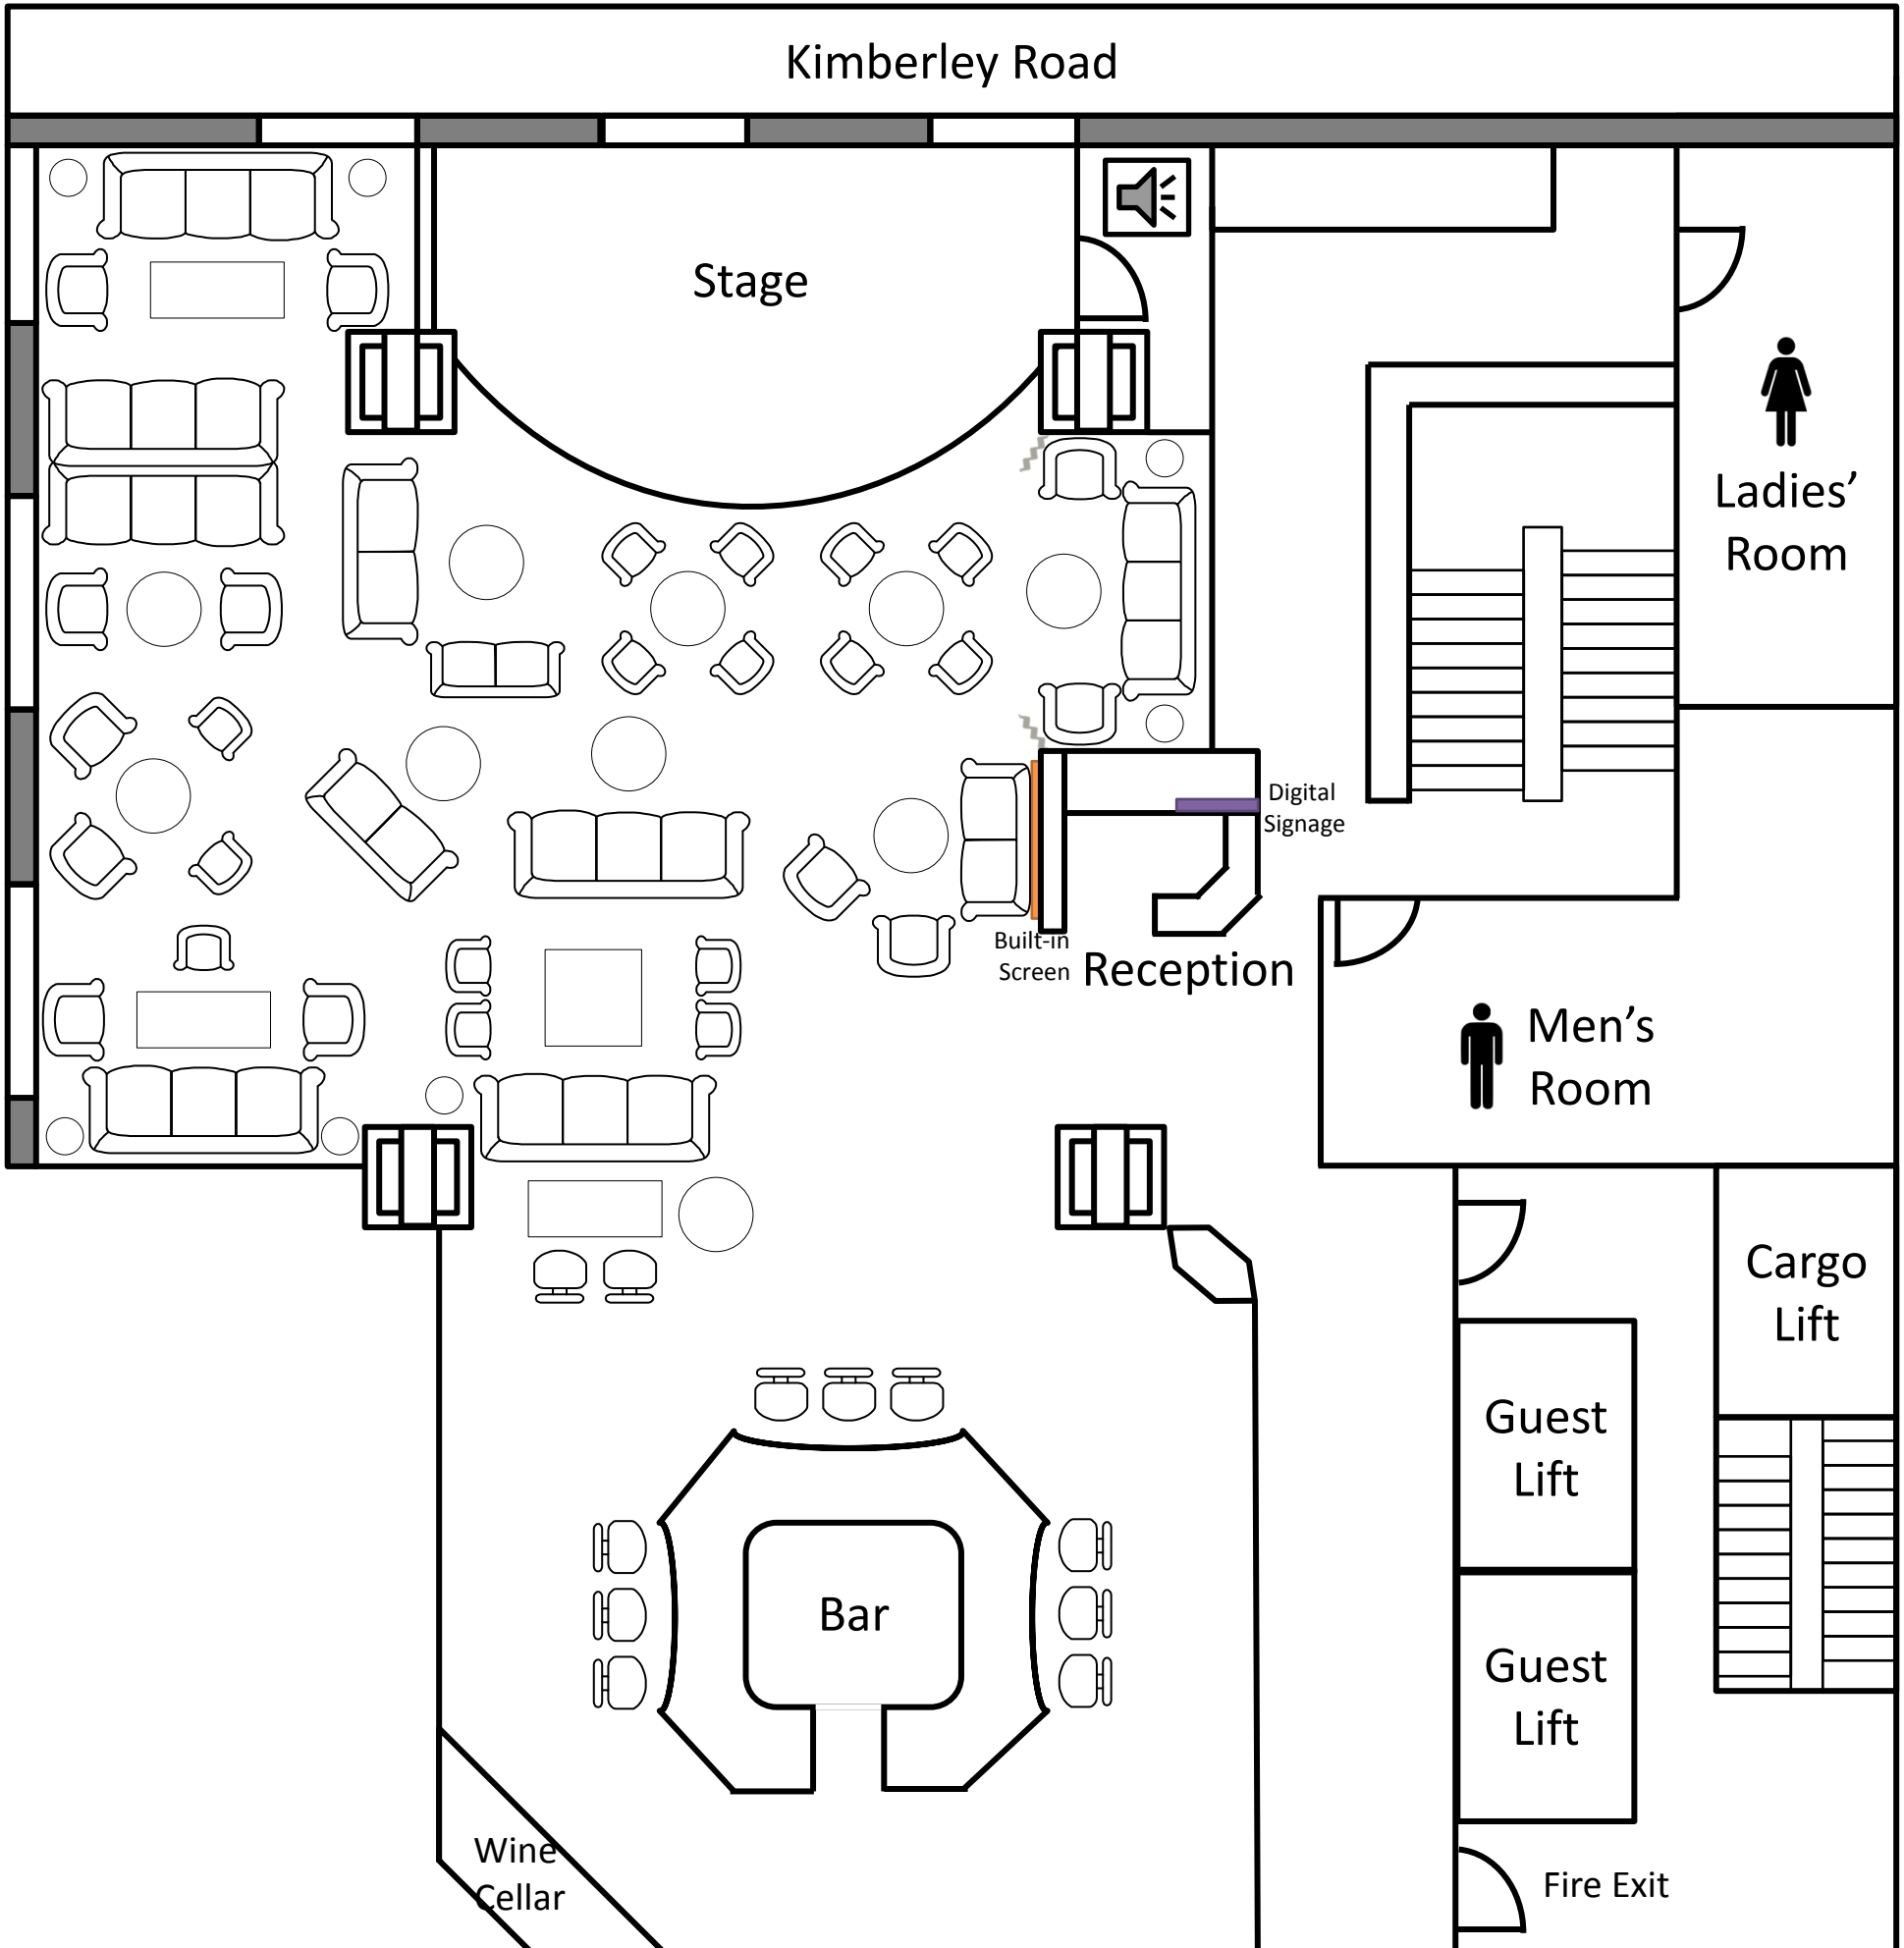 Kimberley Road
Stage
Ladies’
Room
Digital
Signage
Built-in
Screen
Reception
Men’s
Room
Cargo
Lift
Guest
Lift
Bar
Guest
Lift
Wine
Cellar
Fire Exit